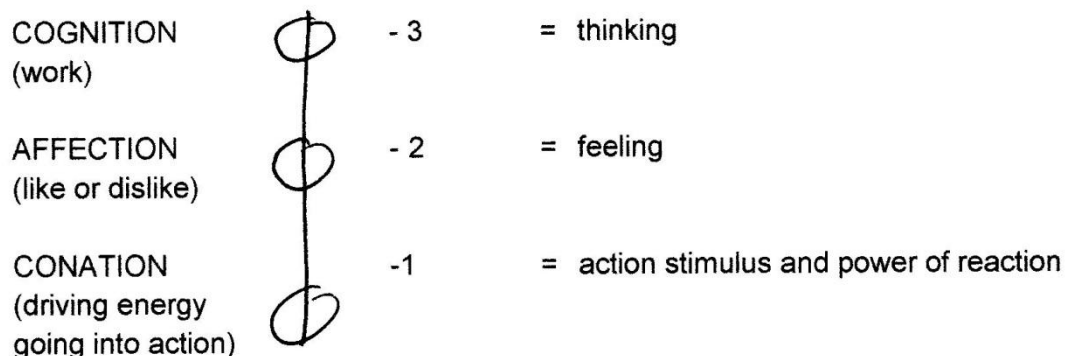 COGNITION - 3 = thinking
(work)
AFFECTION - 2 = feeling
(like or dislike)
CONATION -1 = action stimulus and power of reaction
(driving energy
going into action)